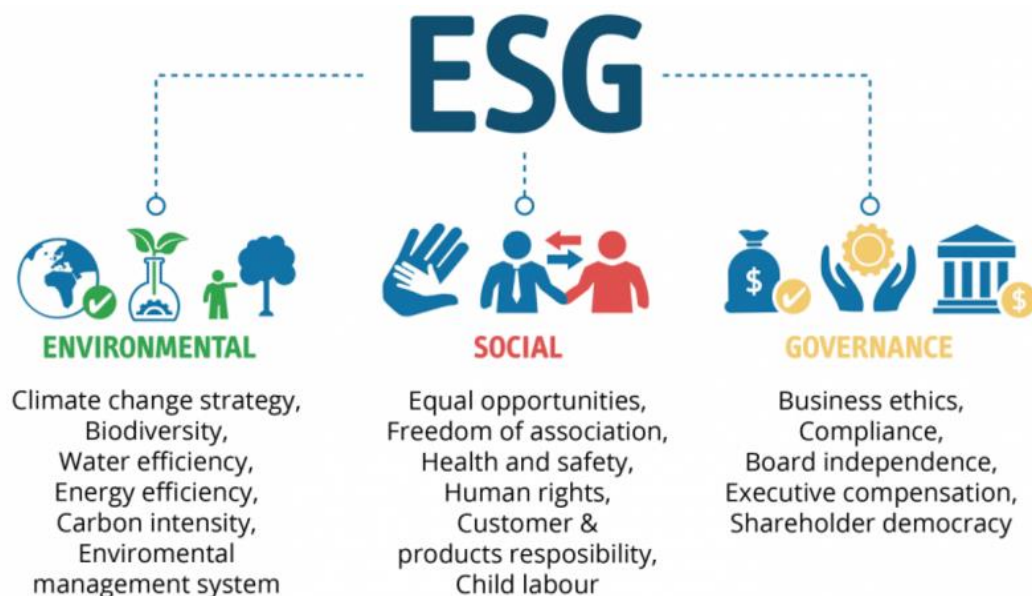 ESG
ENVIRONMENTAL
Climate change strategy,
Biodiversity,
Water efficiency,
Energy efficiency,
Carbon intensity,
Enviromental
management system
SOCIAL
Equal opportunities,
Freedom of association,
Health and safety,
Human rights,
Customer &
products resposibility,
Child labour
$
$
GOVERNANCE
Business ethics,
Compliance,
Board independence,
Executive compensation,
Shareholder democracy